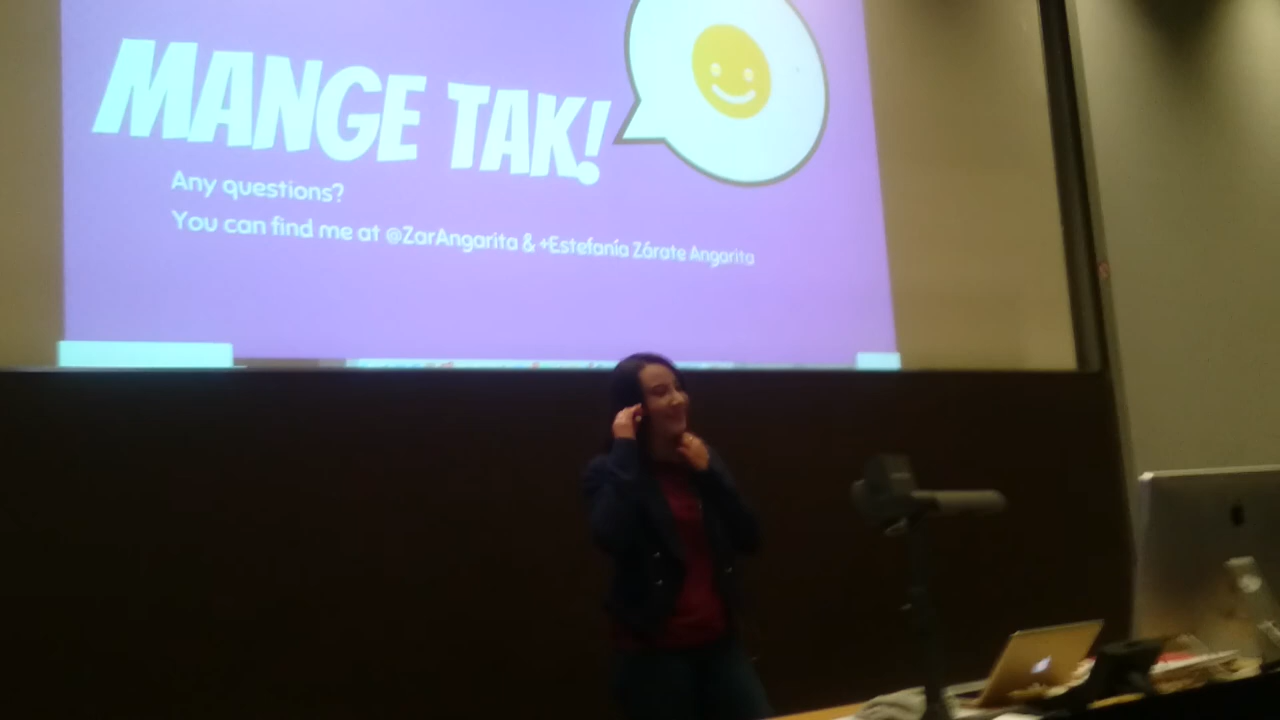 MANGE TAK!
Any questions?
You can find me at @ZarAngarita & +Estefanía Zárate Angarita